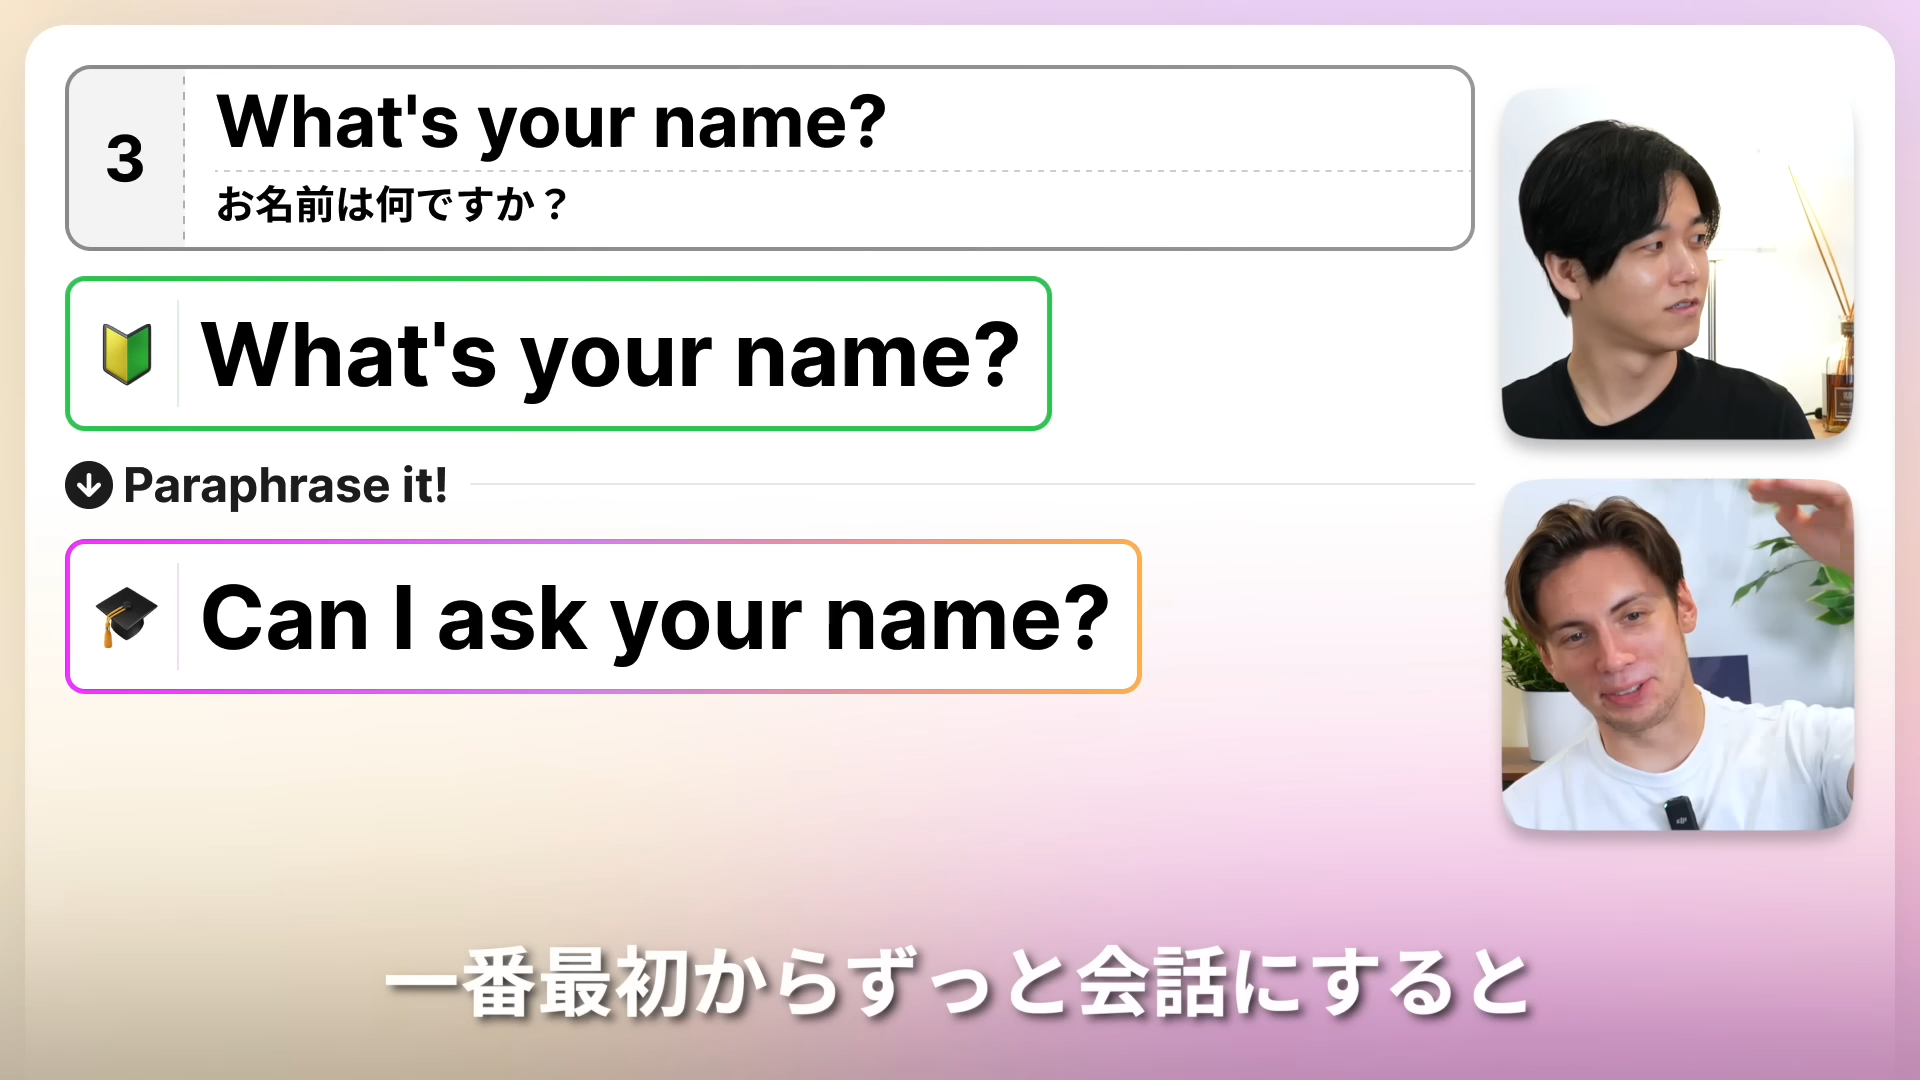 3
What's your name?
お名前は何ですか？
What's your name?
Paraphrase it!
Can I ask your name?
一番最初からずっと会話にすると